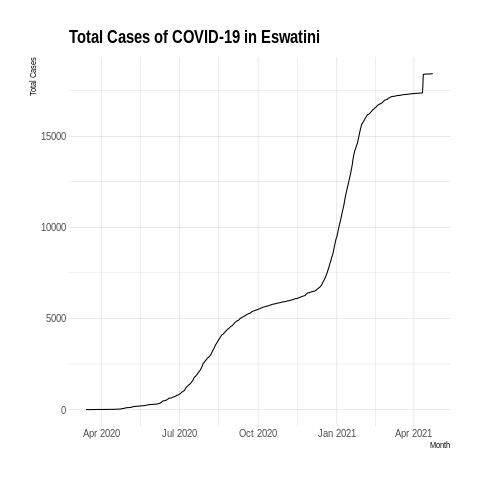 Total Cases of COVID-19 in Eswatini
Total Cases
15000
10000
5000
0
Apr 2020
Jul 2020
Oct 2020
Jan 2021
Apr 2021
Month